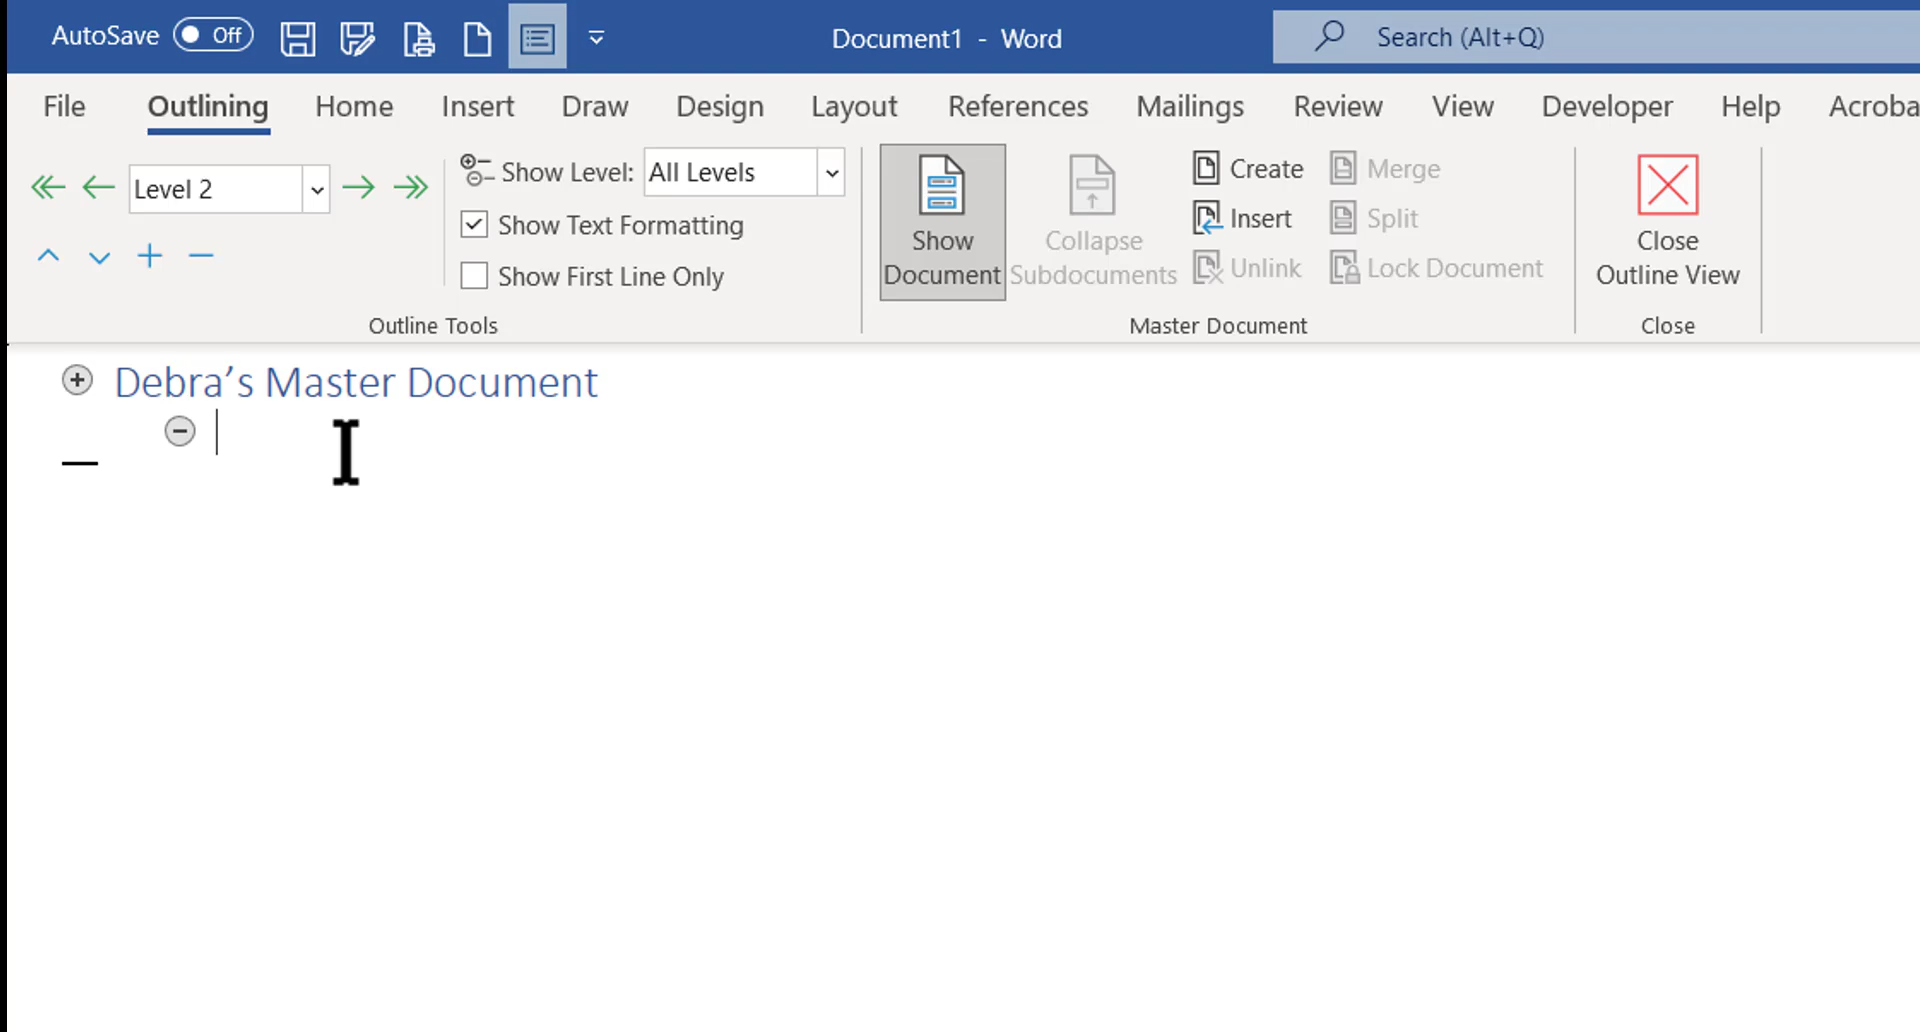 AutoSave Off Document1 - Word Search (Alt+Q)
File Outlining Home Insert Draw Design Layout References Mailings Review View Developer Help Acroba
Level 2 Show Level: All Levels
Show Text Formatting
Show First Line Only
Outline Tools
Show Document
Collapse Subdocuments
Create Merge
Insert Split
Unlink Lock Document
Master Document
Close Outline View
Close
Debra’s Master Document